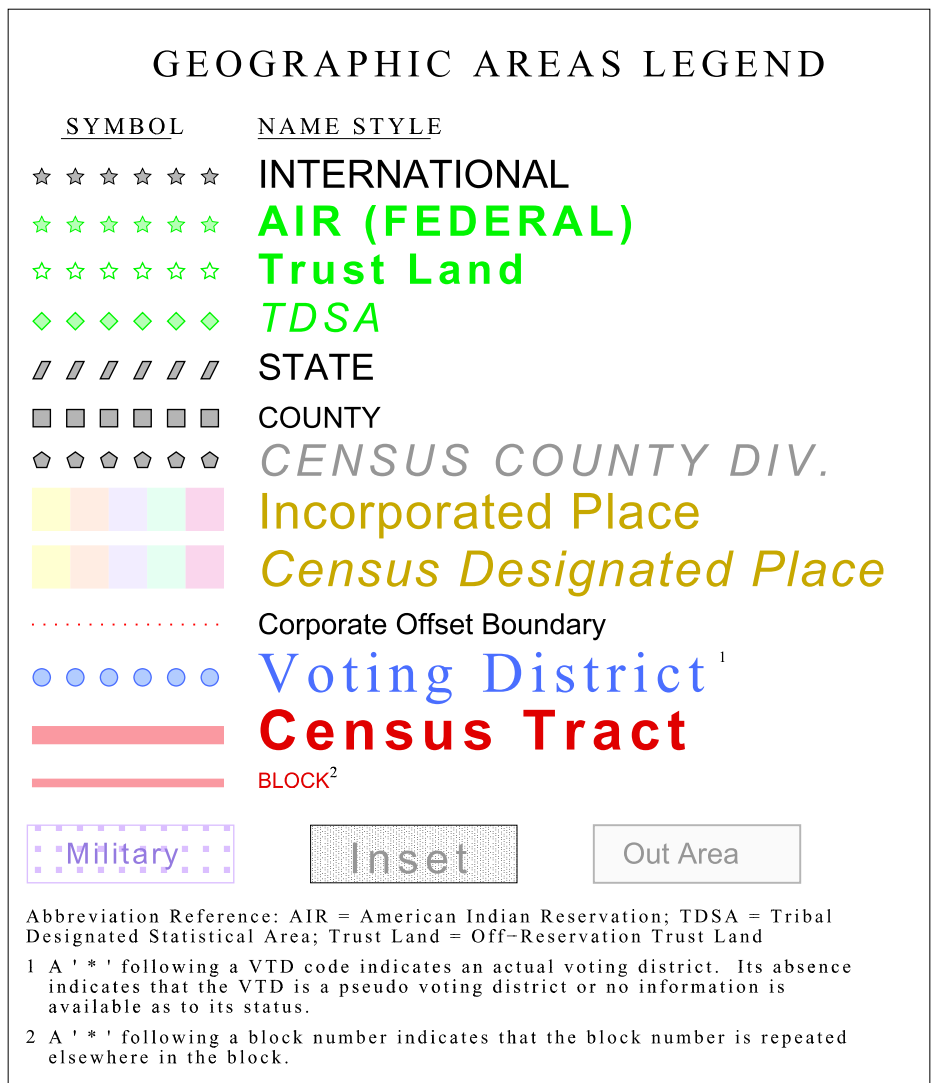 GEOGRAPHIC AREAS LEGEND
SYMBOL NAME STYLE
INTERNATIONAL
AIR (FEDERAL)
Trust Land
TDSA
STATE
COUNTY
CENSUS COUNTY DIV.
Incorporated Place
Census Designated Place
Corporate Offset Boundary
Voting District 1
Census Tract
BLOCK2
Military Inset Out Area
Abbreviation Reference: AIR = American Indian Reservation; TDSA = Tribal
Designated Statistical Area; Trust Land = Off−Reservation Trust Land
1 A ' * ' following a VTD code indicates an actual voting district. Its absence
indicates that the VTD is a pseudo voting district or no information is
available as to its status.
2 A ' * ' following a block number indicates that the block number is repeated
elsewhere in the block.